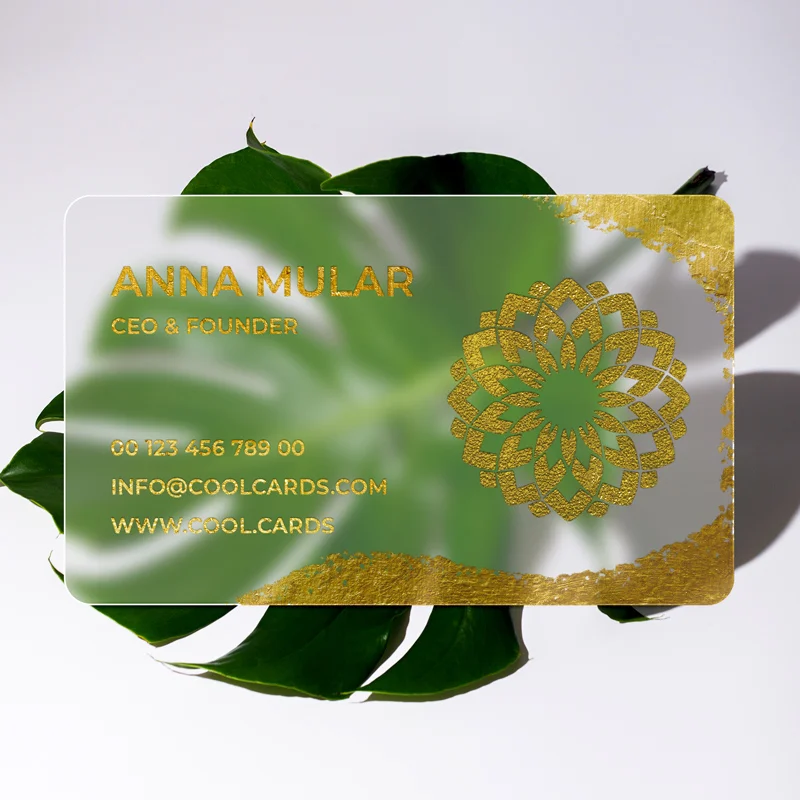 ANNA MULAR
CEO & FOUNDER
00 123 456 789 00
INFO@COOLCARDS.COM
WWW.COOL.CARDS